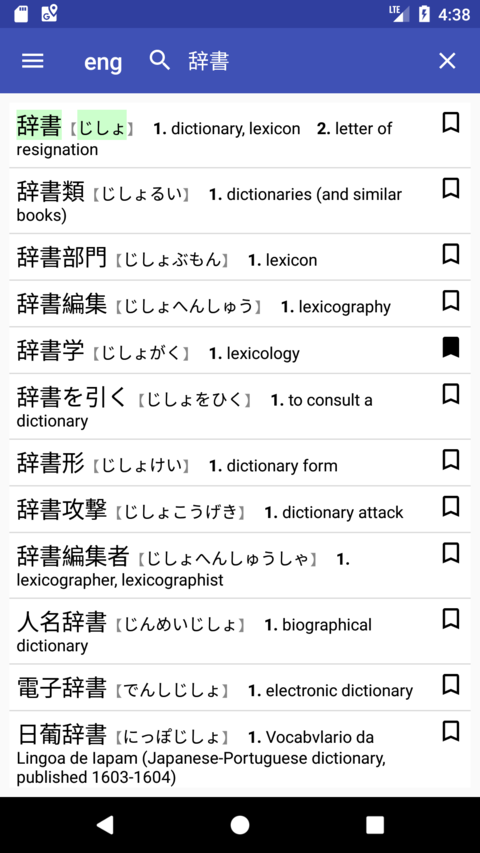 LTE 4:38
eng 辞書
辞書【じしょ】 1. dictionary, lexicon 2. letter of
resignation
辞書類【じしょるい】 1. dictionaries (and similar
books)
辞書部門【じしょぶもん】 1. lexicon
辞書編集【じしょへんしゅう】 1. lexicography
辞書学【じしょがく】 1. lexicology
辞書を引く【じしょをひく】 1. to consult a
dictionary
辞書形【じしょけい】 1. dictionary form
辞書攻撃【じしょこうげき】 1. dictionary attack
辞書編集者【じしょへんしゅうしゃ】 1.
lexicographer, lexicographist
人名辞書【じんめいじしょ】 1. biographical
dictionary
電子辞書【でんしじしょ】 1. electronic dictionary
日葡辞書【にっぽじしょ】 1. Vocabvlario da
Lingoa de Iapam (Japanese-Portuguese dictionary,
published 1603-1604)